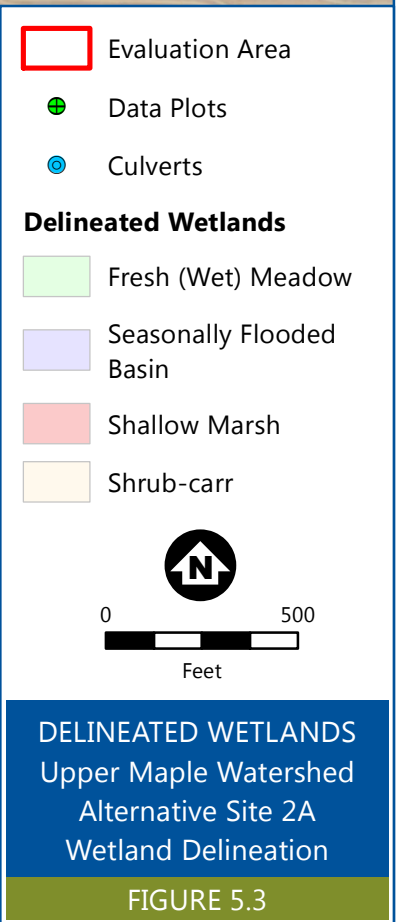 Evaluation Area
Data Plots
Culverts
Delineated Wetlands
Fresh (Wet) Meadow
Seasonally Flooded
Basin
Shallow Marsh
Shrub-carr
N
0 500
Feet
DELINEATED WETLANDS
Upper Maple Watershed
Alternative Site 2A
Wetland Delineation
FIGURE 5.3